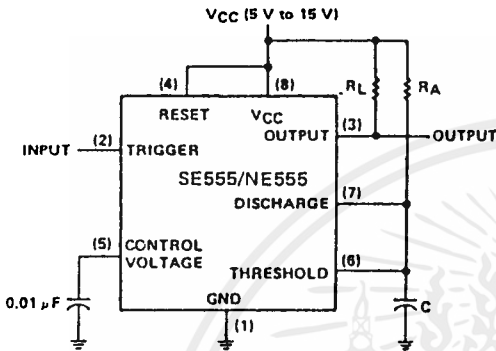 VCC (5 V to 15 V)
(4)
(8)
RL
RA
RESET
VCC
OUTPUT
(3)
OUTPUT
INPUT
(2)
TRIGGER
SE555/NE555
(7)
DISCHARGE
(5)
CONTROL
VOLTAGE
(6)
THRESHOLD
0.01 μF
GND
C
(1)